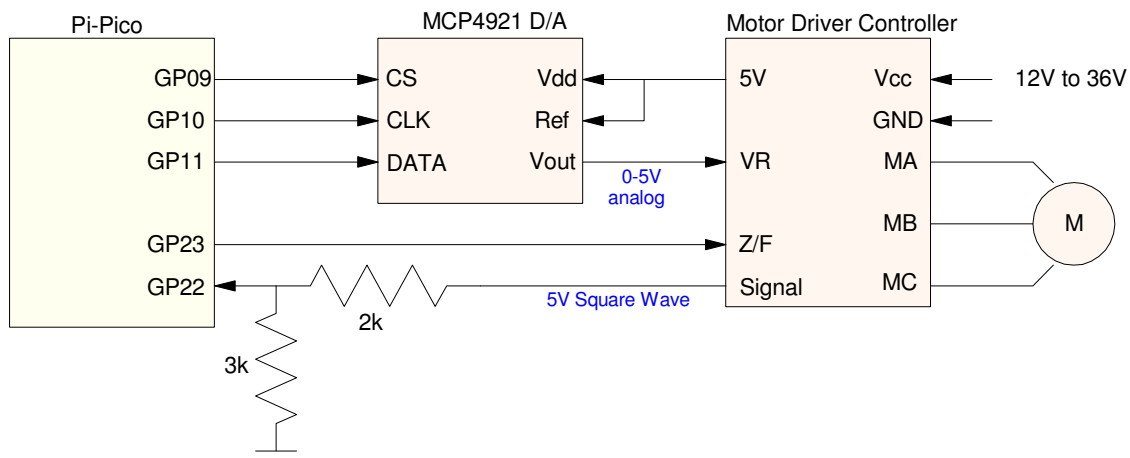 Pi-Pico
MCP4921 D/A
Motor Driver Controller
GP09
CS
Vdd
5V
Vcc
12V to 36V
GP10
CLK
Ref
GND
GP11
DATA
Vout
VR
MA
0-5V
analog
MB
M
GP23
Z/F
GP22
Signal
MC
5V Square Wave
2k
3k